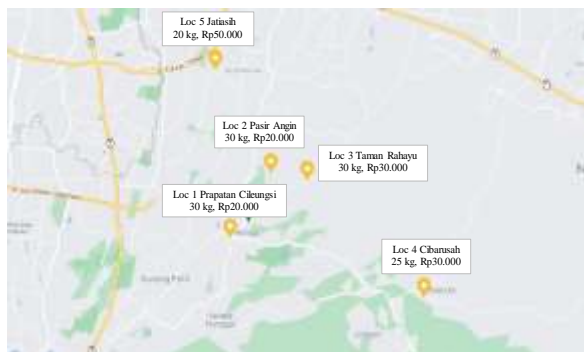 Loc 5 Jatiasih
20 kg, Rp50.000
Loc 2 Pasir Angin
30 kg, Rp20.000
Loc 3 Taman Rahayu
30 kg, Rp30.000
Loc 1 Prapatan Cileungsi
30 kg, Rp20.000
Loc 4 Cibarusah
25 kg, Rp30.000